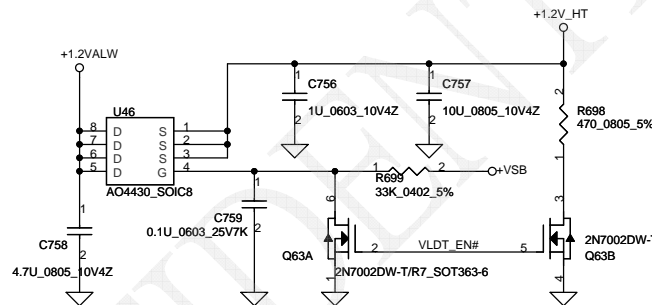 +1.2V_HT
+1.2VALW
U46
8 D S 1
7 D S 2
6 D S 3
5 D G 4
AO4430_SOIC8
1
C756
1U_0603_10V4Z
2
1
C757
10U_0805_10V4Z
2
2
R698
470_0805_5%
1
1
C758
2
4.7U_0805_10V4Z
1
C759
0.1U_0603_25V7K
2
1 R699 2
33K_0402_5%
+VSB
6
Q63A
2
1
2N7002DW-T/R7_SOT363-6
VLDT_EN#
3
5
4
2N7002DW-T
Q63B